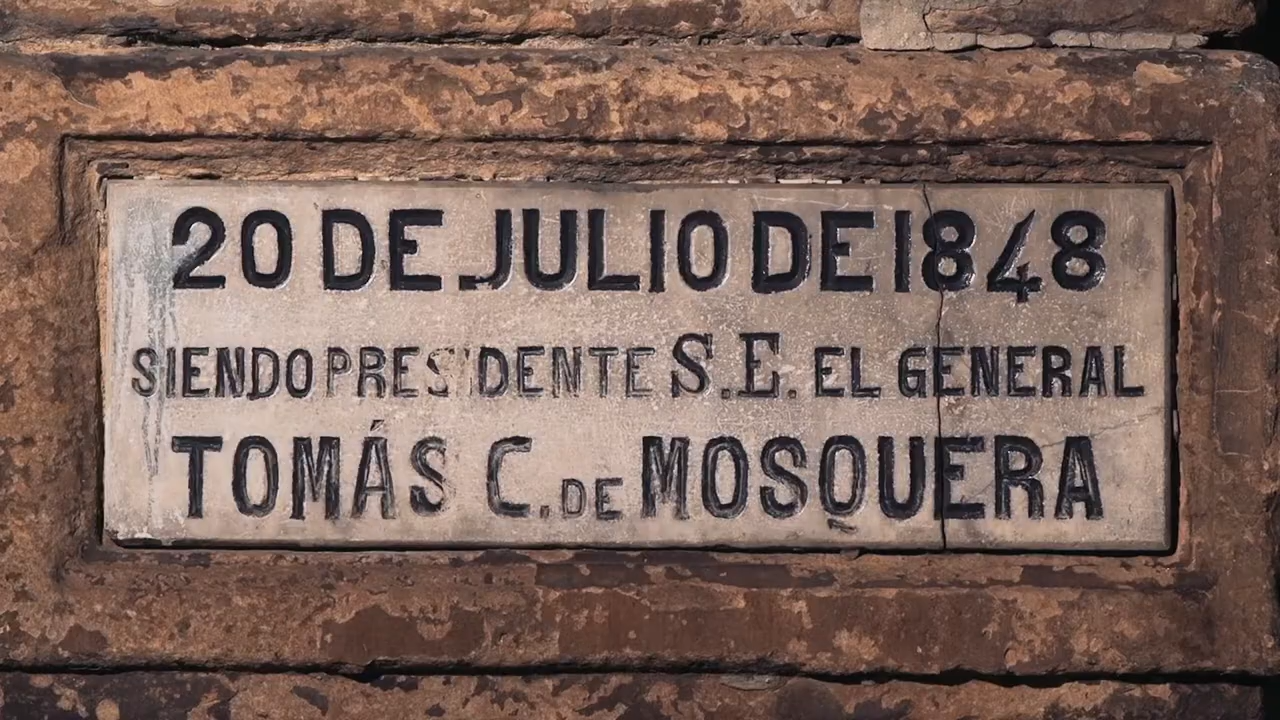 20 DE JULIO DE 1848
SIENDO PRESIDENTE S.E. EL GENERAL
TOMÁS C. DE MOSQUERA